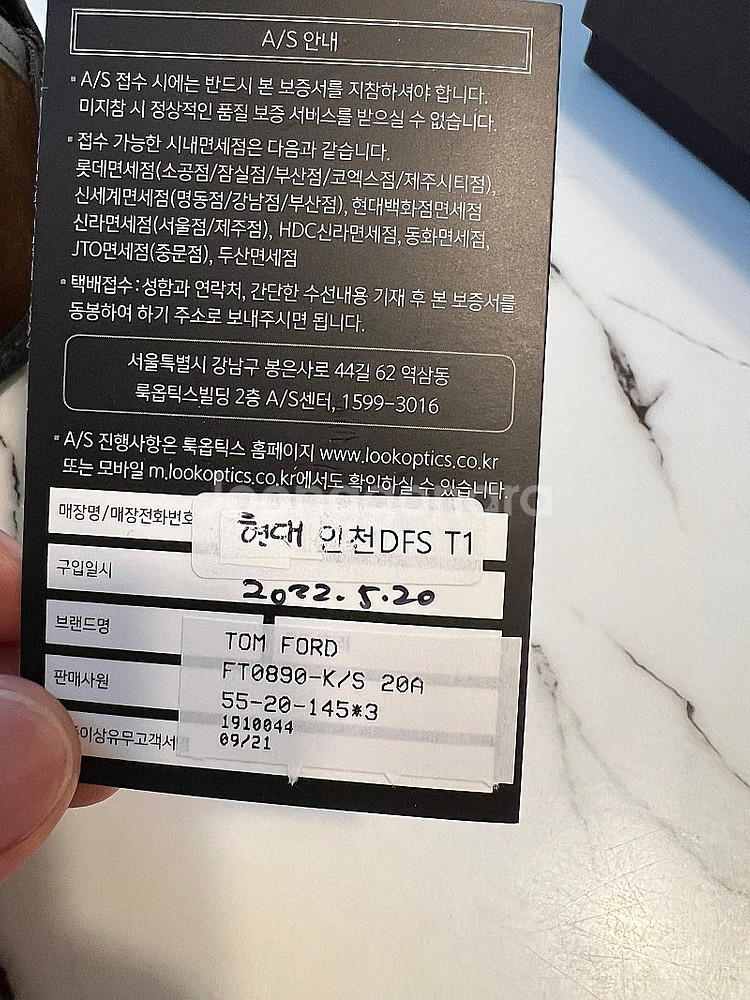 A/S 안내
▪ A/S 접수 시에는 반드시 본 보증서를 지참하셔야 합니다.
미지참 시 정상적인 품질 보증 서비스를 받으실 수 없습니다.
▪ 접수 가능한 시내면세점은 다음과 같습니다.
롯데면세점(소공점/잠실점/부산점/코엑스점/제주시티점),
신세계면세점(명동점/강남점/부산점), 현대백화점면세점
신라면세점(서울점/제주점), HDC신라면세점, 동화면세점,
JTO면세점(중문점), 두산면세점
▪ 택배접수 : 성함과 연락처, 간단한 수선내용 기재 후 본 보증서를
동봉하여 하기 주소로 보내주시면 됩니다.
서울특별시 강남구 봉은사로 44길 62 역삼동
룩옵틱스빌딩 2층 A/S센터, 1599-3016
▪ A/S 진행사항은 룩옵틱스 홈페이지 www.lookoptics.co.kr
또는 모바일 m.lookoptics.co.kr에서도 확인하실 수 있습니다.
매장명/매장전화번호
현대 인천DFS T1
구입일시
2022.5.20
브랜드명
TOM FORD
판매사원
FT0890-K/S 20A
55-20-145*3
1910044
이상유무고객서
09/21